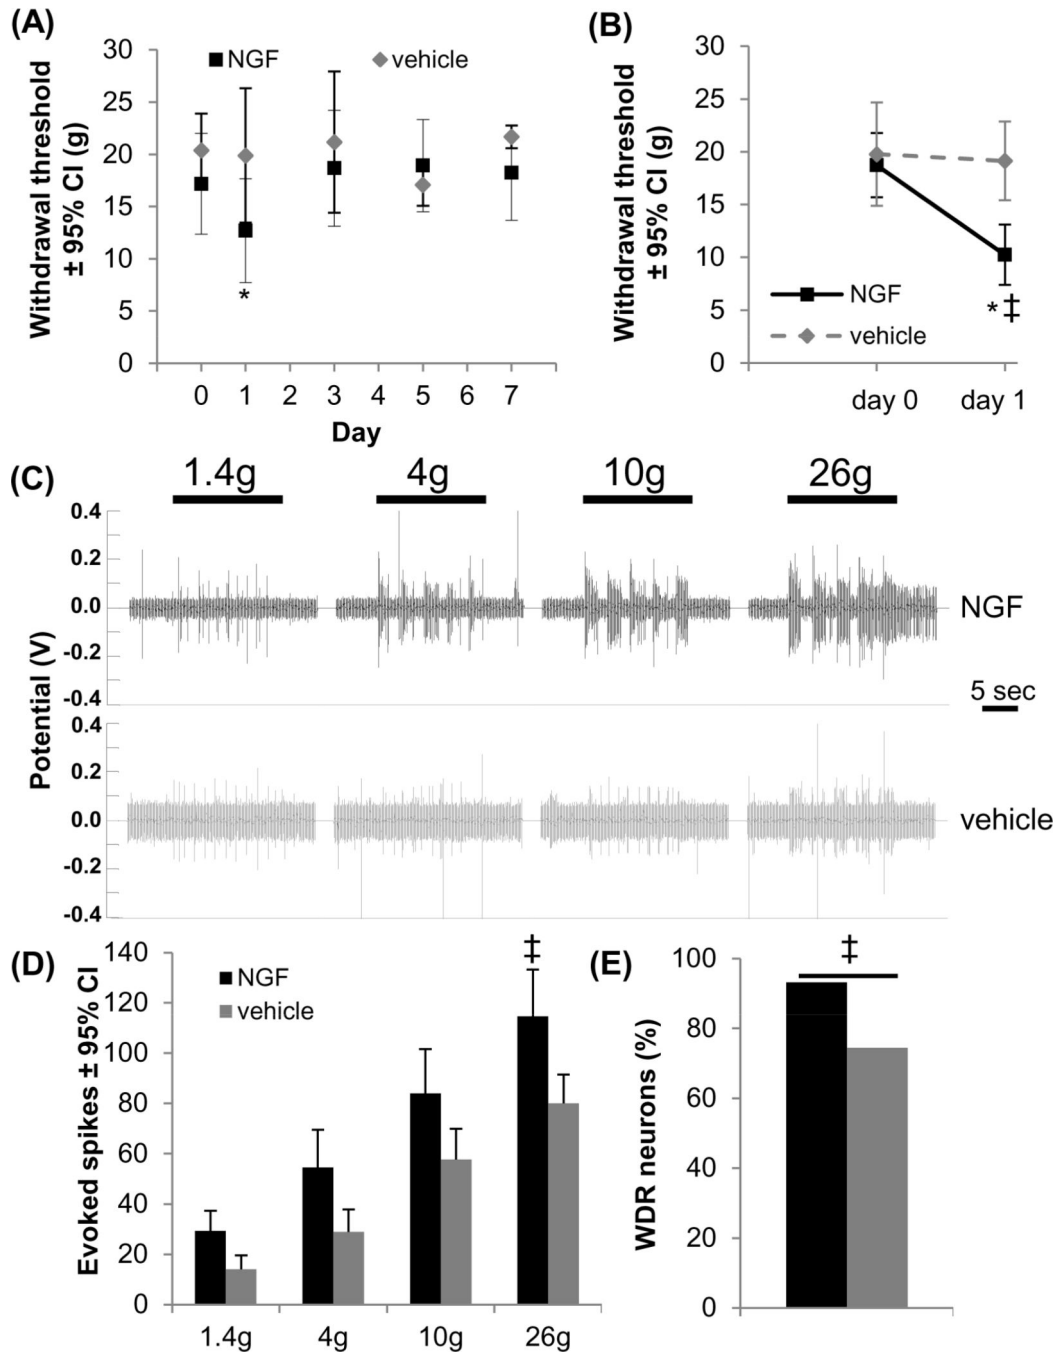 (A)
Withdrawal threshold
± 95% CI (g)
30
25
20
15
10
5
0
NGF
vehicle
*
0 1 2 3 4 5 6 7
Day
(B)
Withdrawal threshold
± 95% CI (g)
30
25
20
15
10
5
0
NGF
vehicle
*‡
day 0 day 1
(C)
1.4g 4g 10g 26g
Potential (V)
0.4
0.2
0.0
-0.2
-0.4
NGF
5 sec
0.4
0.2
0.0
-0.2
-0.4
vehicle
(D)
Evoked spikes ± 95% CI
140
120
100
80
60
40
20
0
NGF
vehicle
‡
1.4g 4g 10g 26g
(E)
WDR neurons (%)
100
80
60
40
20
0
‡